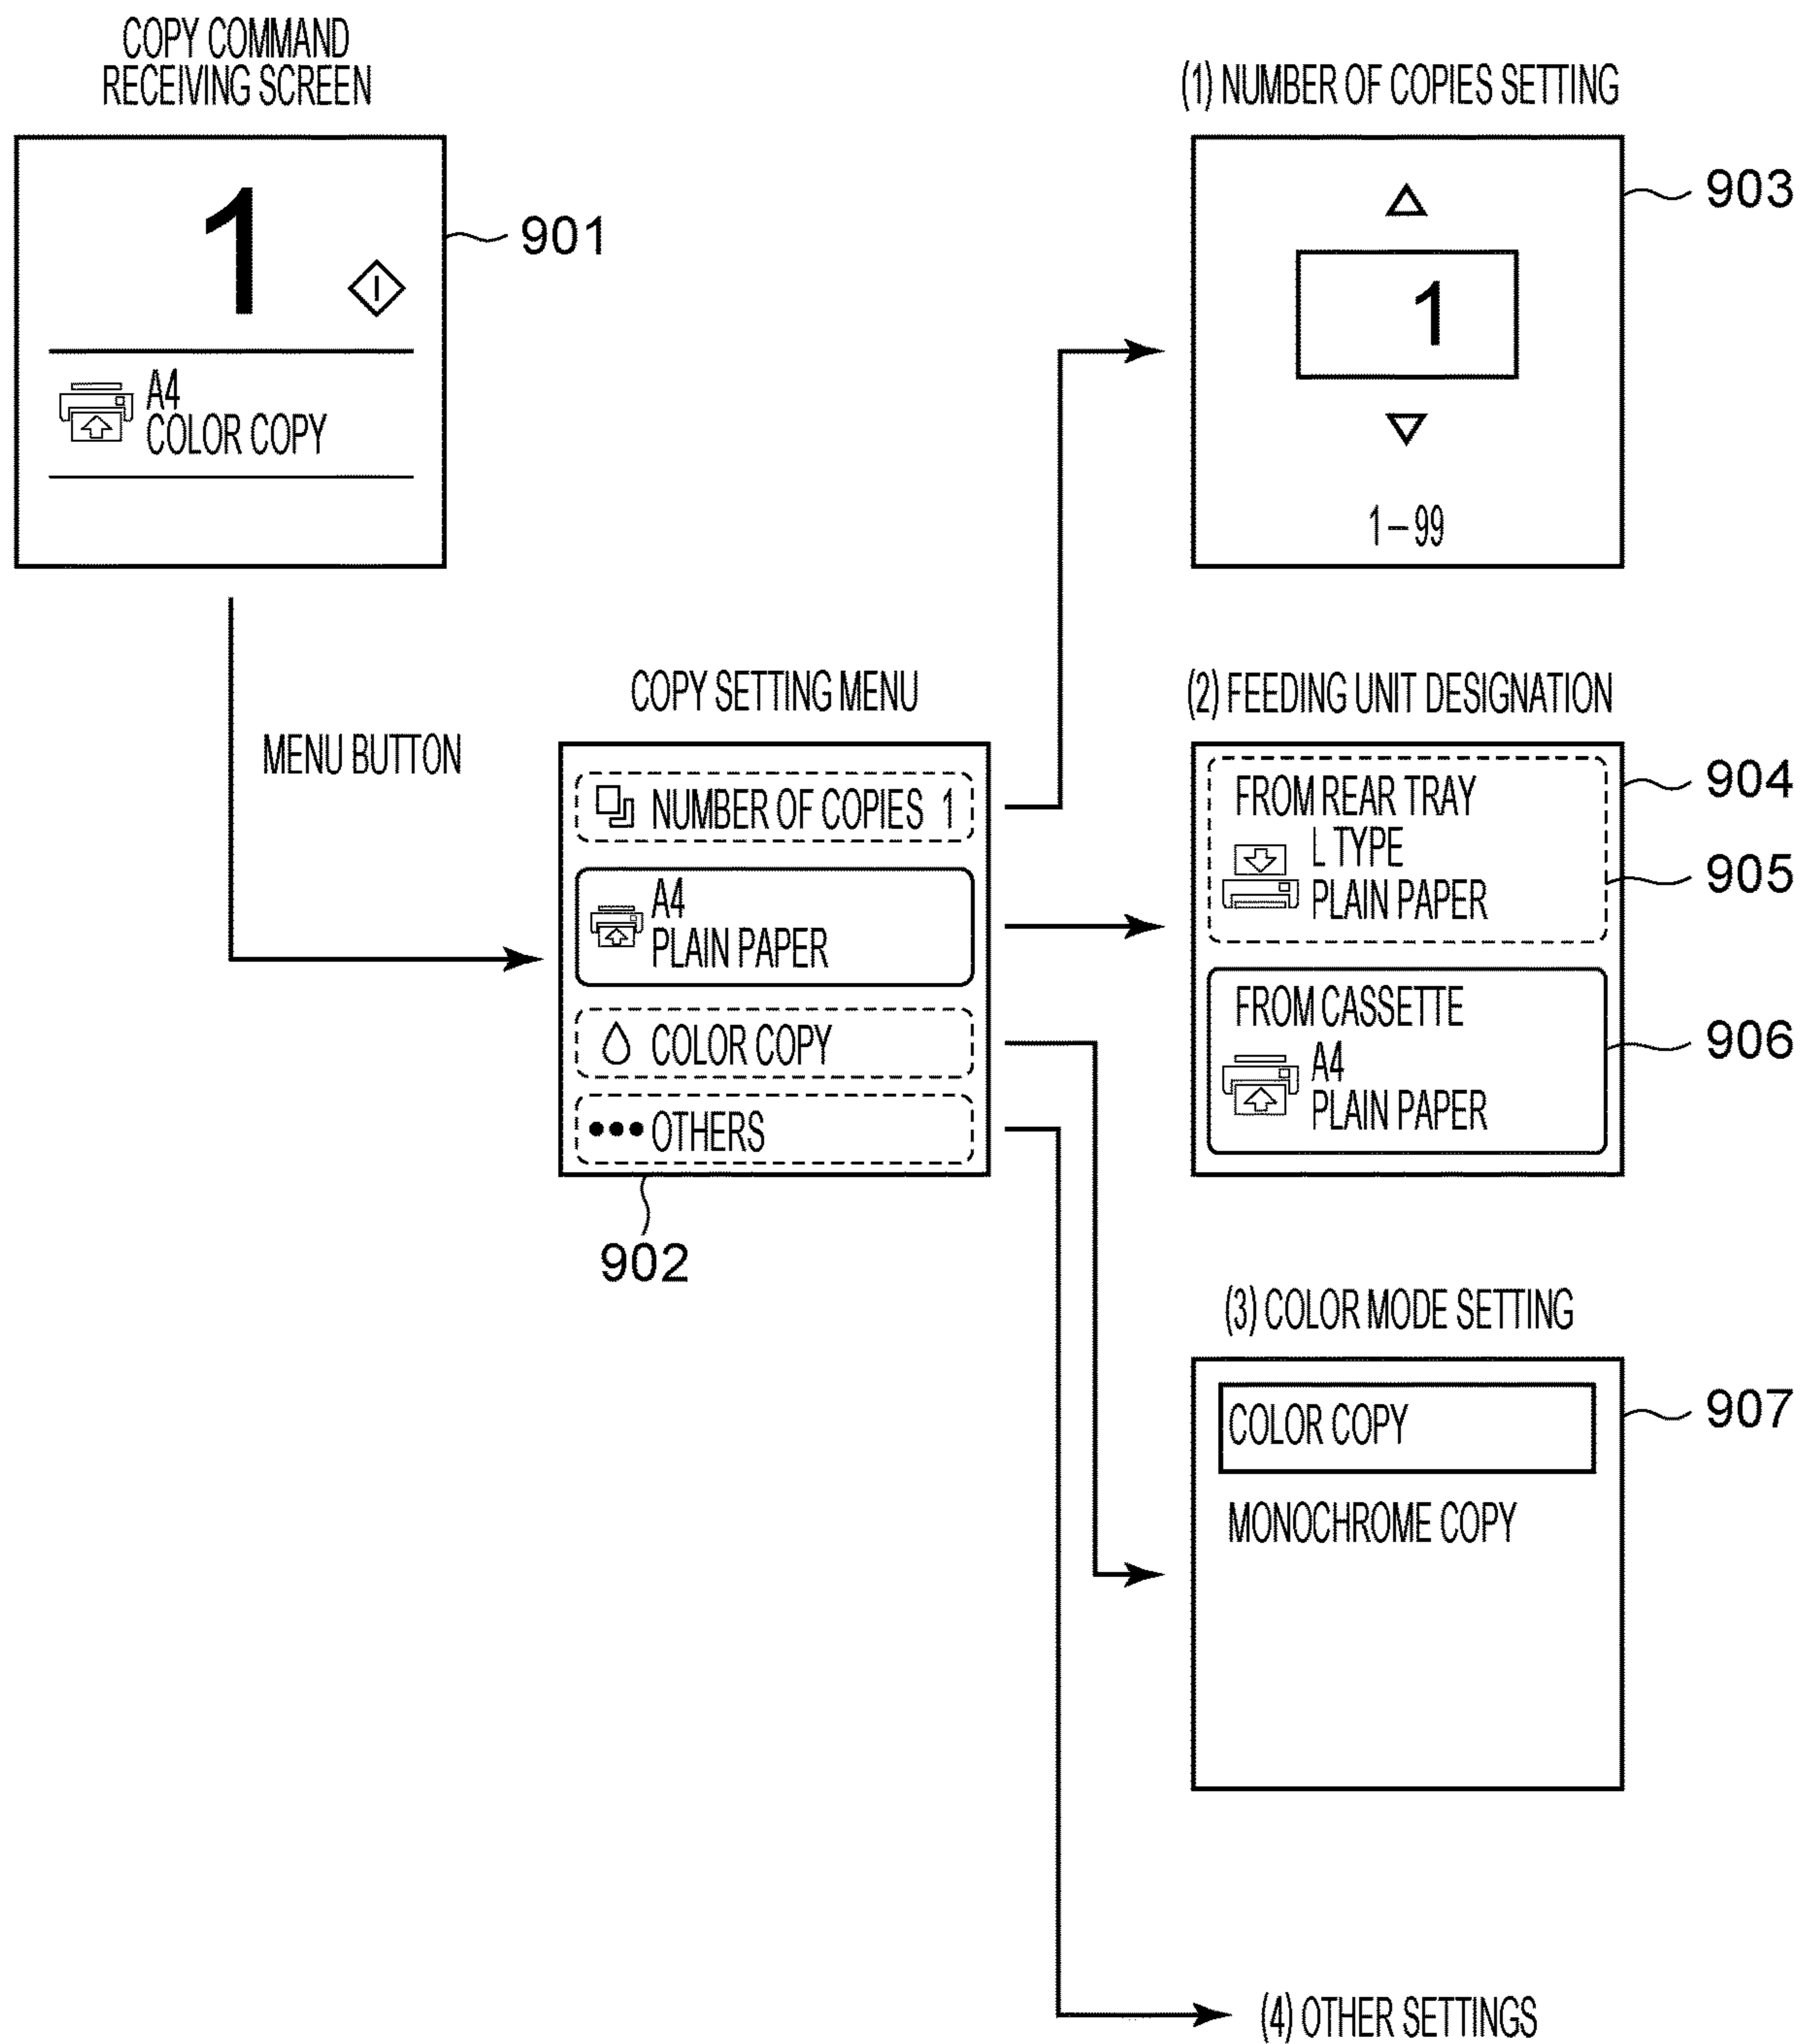 COPY COMMAND
RECEIVING SCREEN
1
901
A4
COLOR COPY
MENU BUTTON
COPY SETTING MENU
NUMBER OF COPIES 1
A4
PLAIN PAPER
COLOR COPY
OTHERS
902
(1) NUMBER OF COPIES SETTING
903
1
1–99
(2) FEEDING UNIT DESIGNATION
904
FROM REAR TRAY
L TYPE
PLAIN PAPER
905
FROM CASSETTE
A4
PLAIN PAPER
906
(3) COLOR MODE SETTING
907
COLOR COPY
MONOCHROME COPY
(4) OTHER SETTINGS